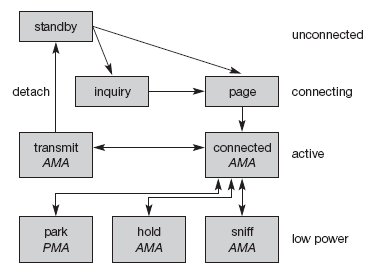 standby
unconnected
detach
inquiry
page
connecting
transmit
AMA
connected
AMA
active
park
PMA
hold
AMA
sniff
AMA
low power